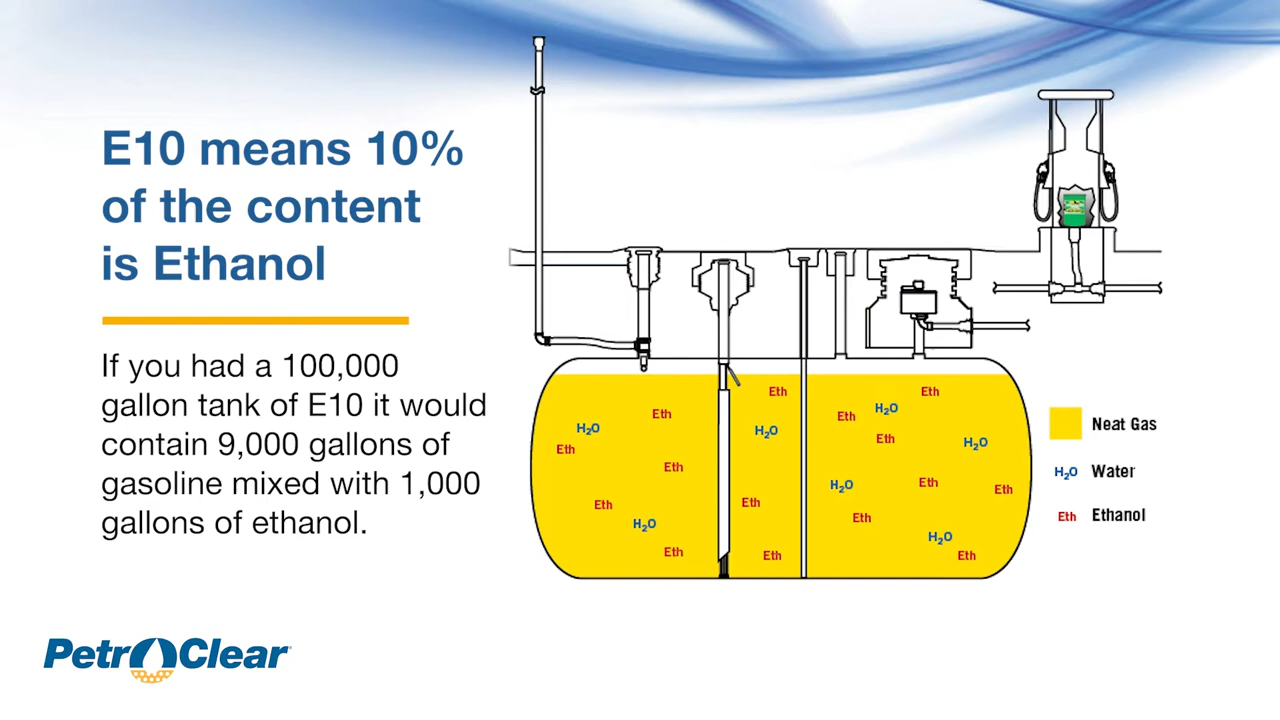 E10 means 10%
of the content
is Ethanol
If you had a 100,000
gallon tank of E10 it would
contain 9,000 gallons of
gasoline mixed with 1,000
gallons of ethanol.
Eth
Eth
H₂O
Eth
Eth
H₂O
H₂O
Eth
H₂O
Eth
Eth
H₂O
Eth
Eth
Eth
Eth
Eth
H₂O
H₂O
Eth
Eth
Eth
Neat Gas
H₂O Water
Eth Ethanol
PetroClear